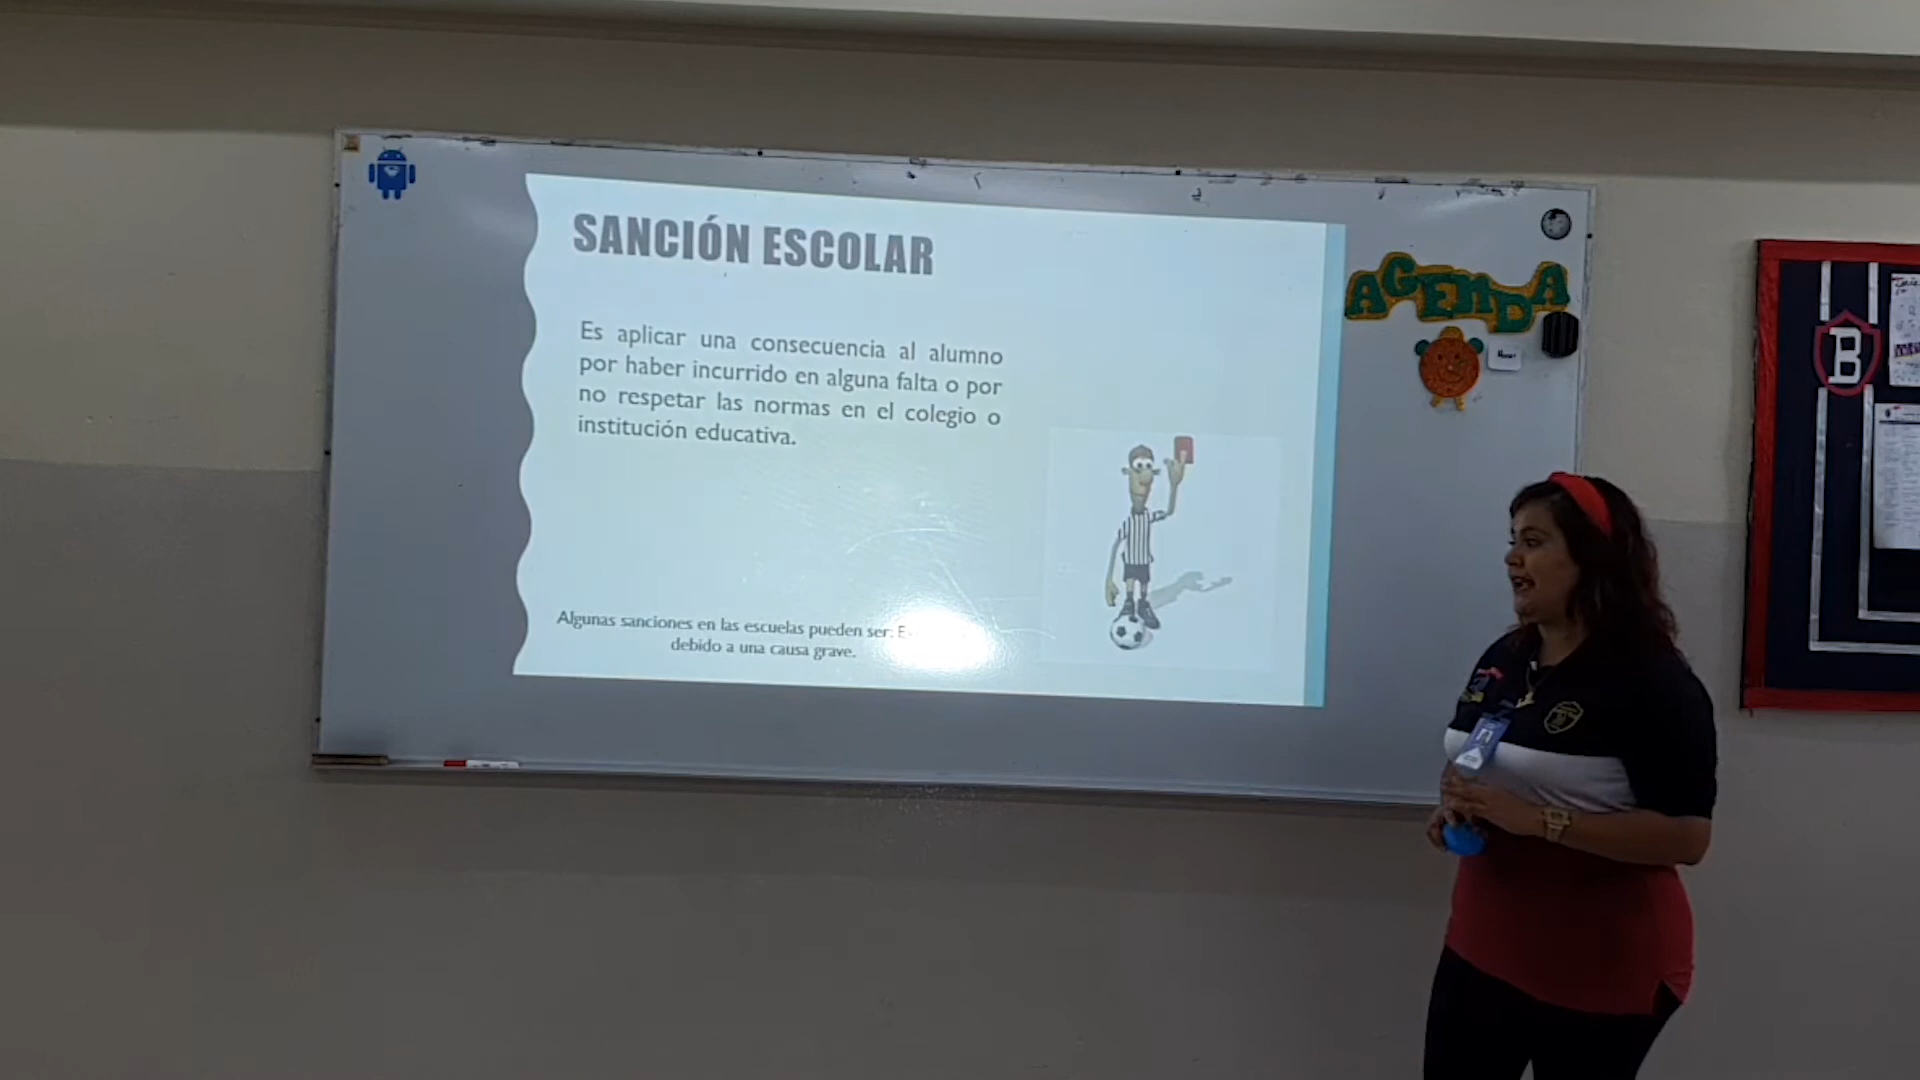 SANCIÓN ESCOLAR
Es aplicar una consecuencia al alumno
por haber incurrido en alguna falta o por
no respetar las normas en el colegio o
institución educativa.
Algunas sanciones en las escuelas pueden ser:
debido a una causa grave.
AGENDA
B